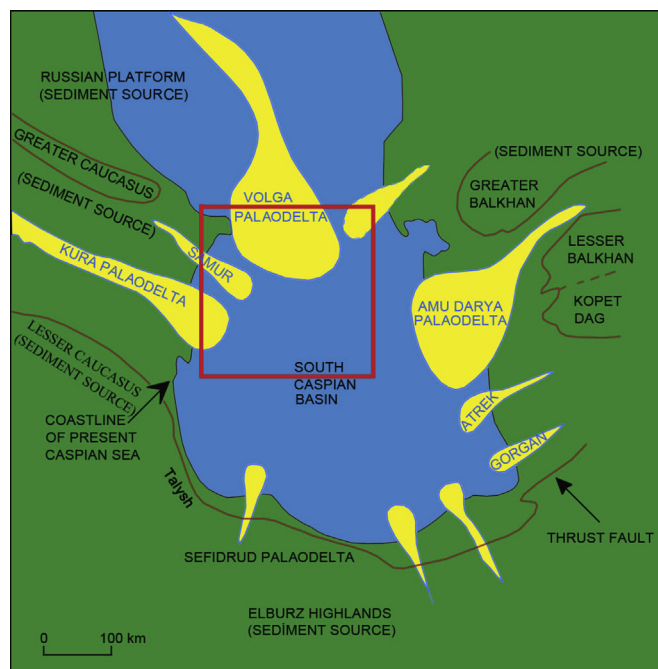 RUSSIAN PLATFORM
(SEDIMENT SOURCE)
GREATER CAUCASUS
(SEDIMENT SOURCE)
VOLGA
PALAODELTA
(SEDIMENT SOURCE)
GREATER
BALKHAN
SAMUR
KURA PALAODELTA
LESSER
BALKHAN
AMU DARYA
PALAODELTA
KOPET
DAG
LESSER CAUCASUS
(SEDIMENT SOURCE)
SOUTH
CASPIAN
BASIN
COASTLINE
OF PRESENT
CASPIAN SEA
ATREK
GORGAN
Talysh
THRUST FAULT
SEFIDRUD PALAODELTA
ELBURZ HIGHLANDS
(SEDİMENT SOURCE)
0 100 km